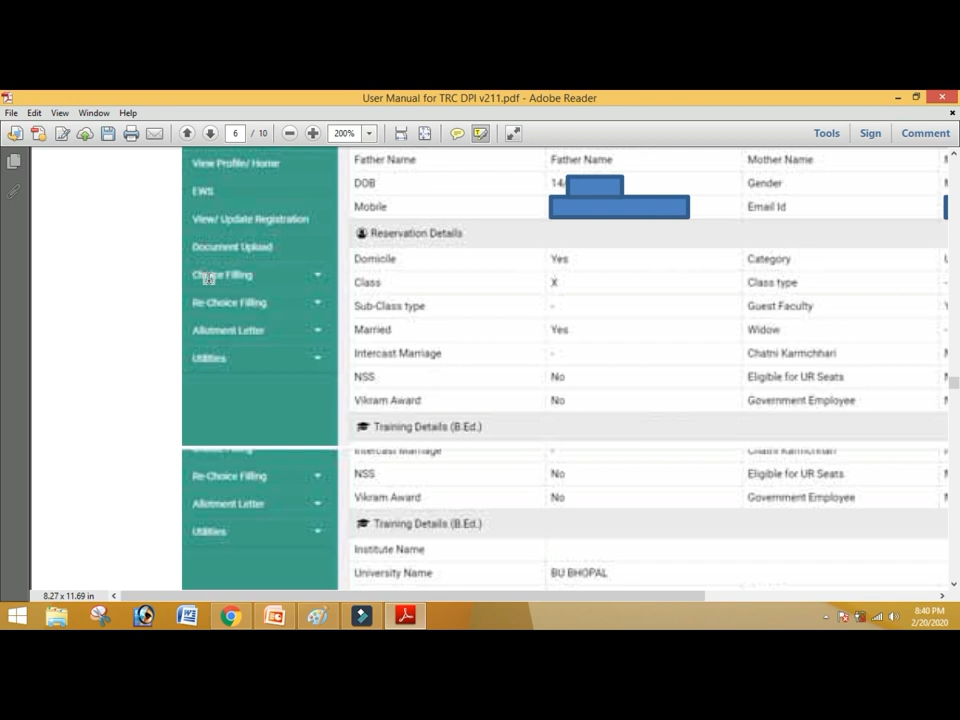 User Manual for TRC DPI v211.pdf - Adobe Reader
File Edit View Window Help
6 / 10 200% Tools Sign Comment
View Profile/ Home
EWS
View/ Update Registration
Document Upload
Choice Filling
Re-Choice Filling
Allotment Letter
Utilities
Father Name Father Name Mother Name
DOB 14/ Gender
Mobile Email Id
Reservation Details
Domicile Yes Category
Class X Class type -
Sub-Class type - Guest Faculty
Married Yes Widow -
Intercast Marriage - Chatni Karmchhari
NSS No Eligible for UR Seats
Vikram Award No Government Employee
Training Details (B.Ed.)
Re-Choice Filling
Allotment Letter
Utilities
Intercast Marriage - Chatni Karmchhari
NSS No Eligible for UR Seats
Vikram Award No Government Employee
Training Details (B.Ed.)
Institute Name
University Name BU BHOPAL
8.27 x 11.69 in
8:40 PM
2/20/2020